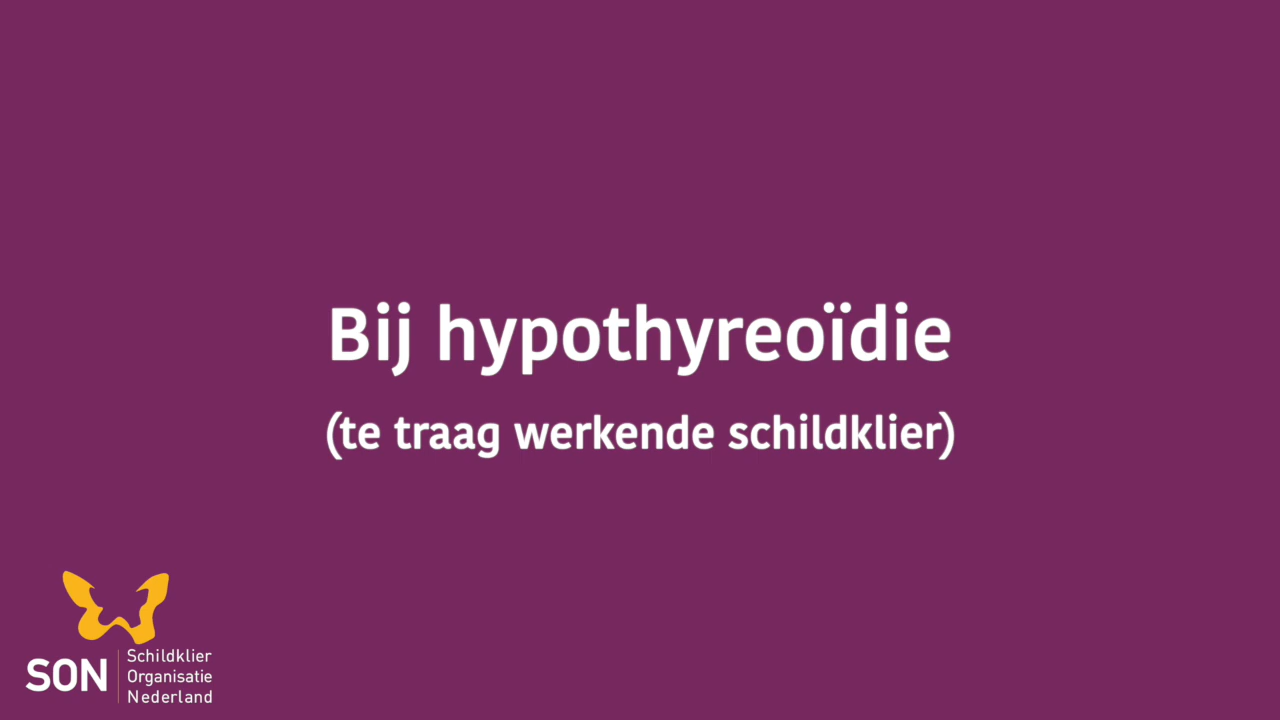 Bij hypothyreoïdie
(te traag werkende schildklier)
SON
Schildklier
Organisatie
Nederland